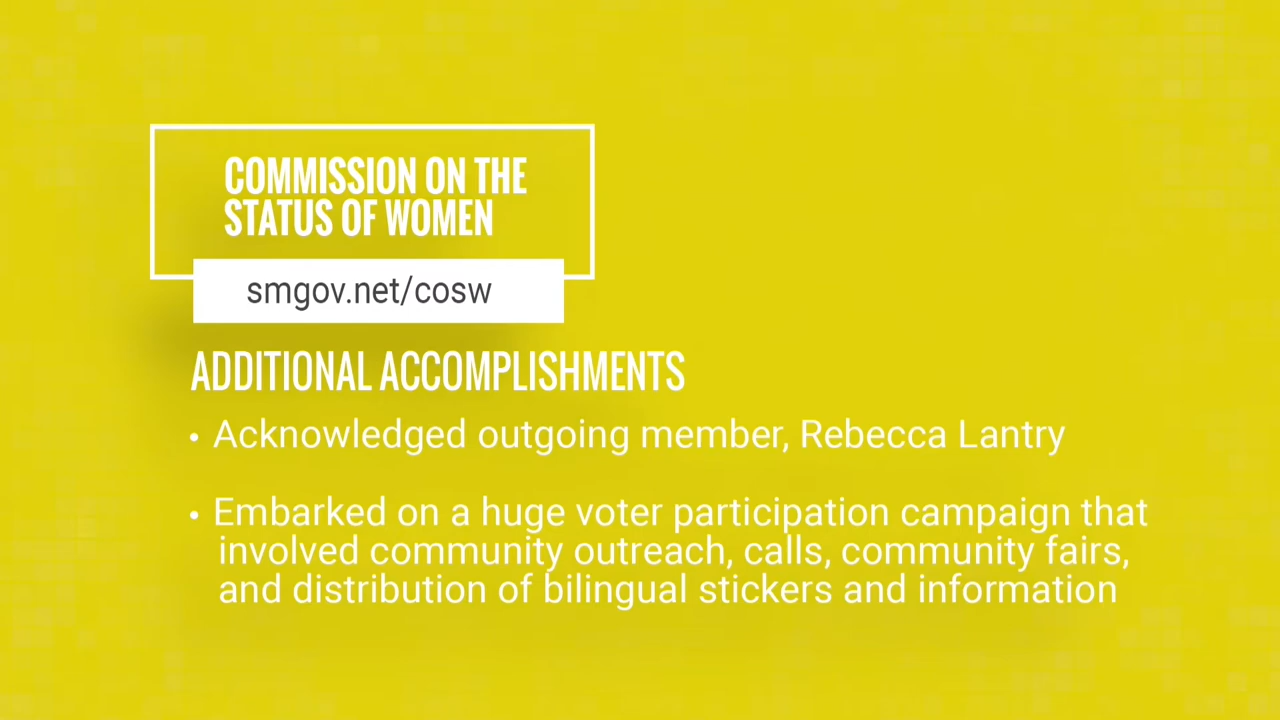 COMMISSION ON THE
STATUS OF WOMEN
smgov.net/cosw
ADDITIONAL ACCOMPLISHMENTS
• Acknowledged outgoing member, Rebecca Lantry
• Embarked on a huge voter participation campaign that
involved community outreach, calls, community fairs,
and distribution of bilingual stickers and information